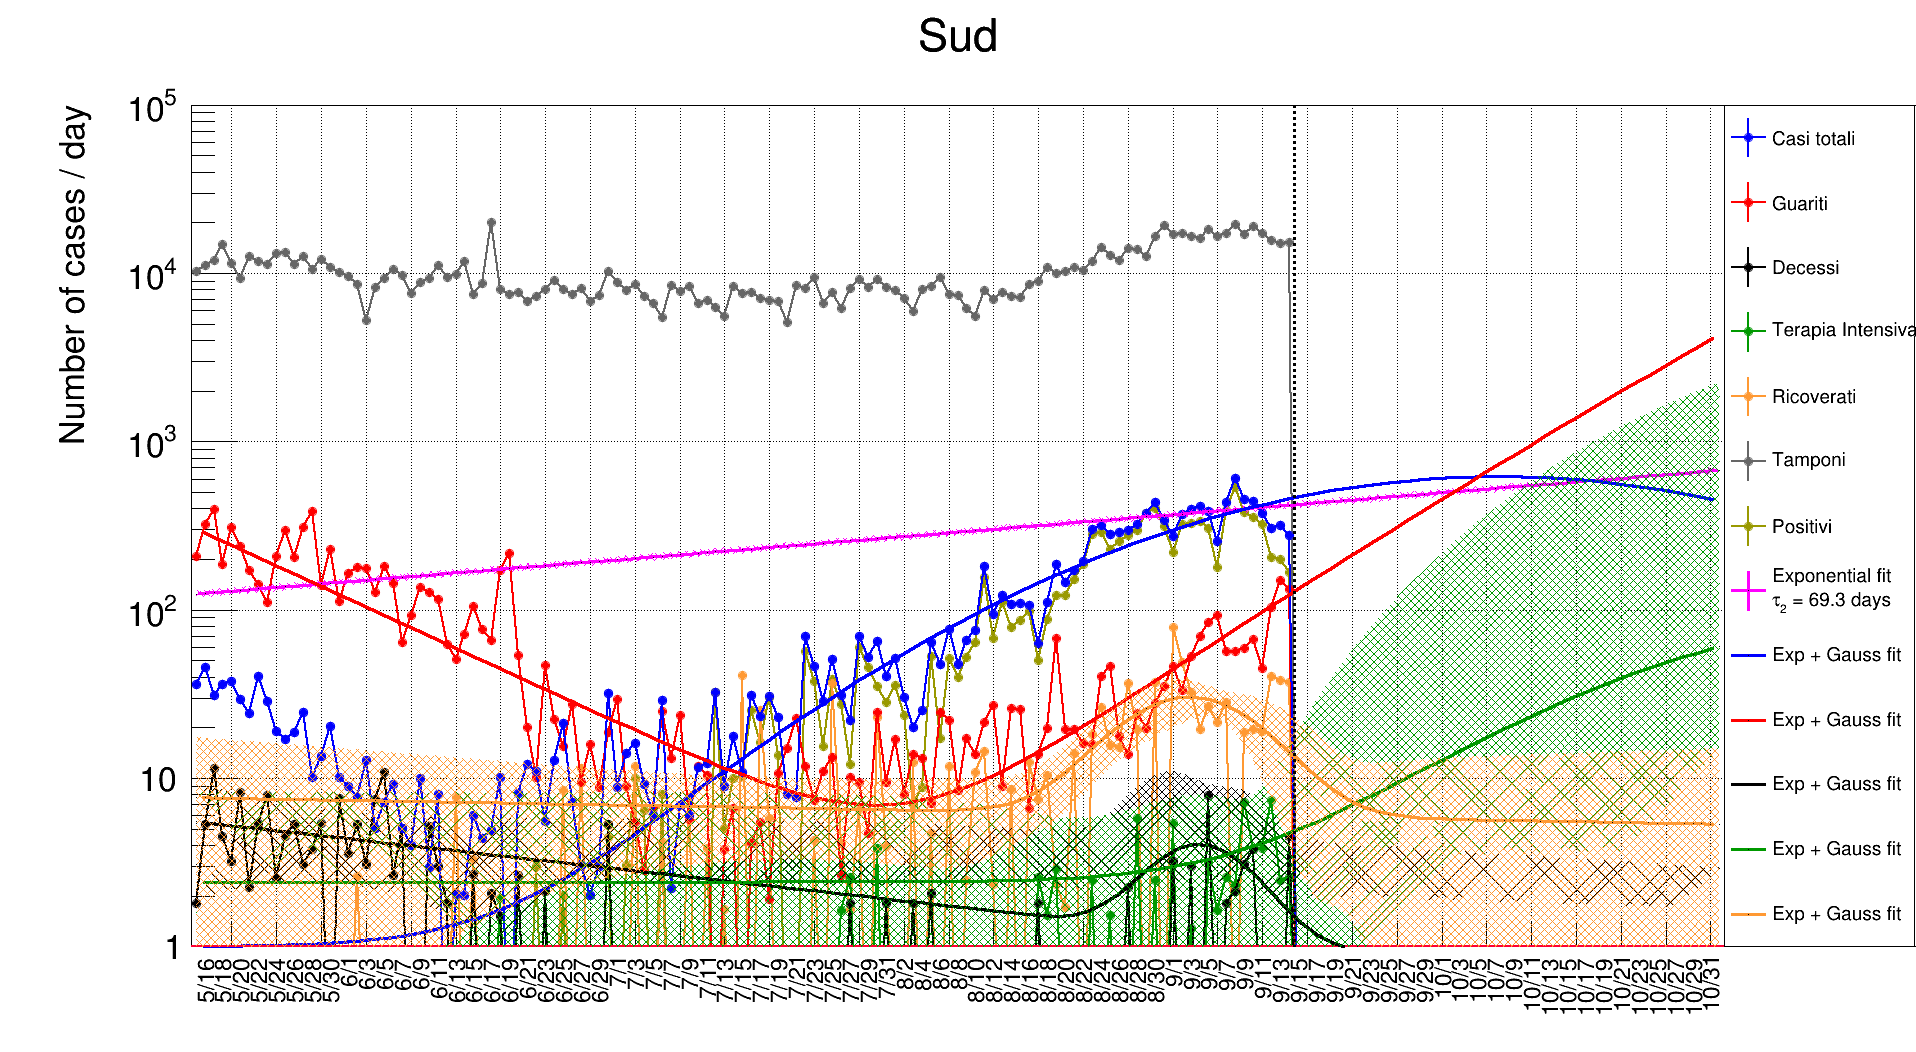 Sud
Number of cases / day
10^5
10^4
10^3
10^2
10
1
5/16 5/18 5/20 5/22 5/24 5/26 5/28 5/30 6/1 6/3 6/5 6/7 6/9 6/11 6/13 6/15 6/17 6/19 6/21 6/23 6/25 6/27 6/29 7/1 7/3 7/5 7/7 7/9 7/11 7/13 7/15 7/17 7/19 7/21 7/23 7/25 7/27 7/29 7/31 8/2 8/4 8/6 8/8 8/10 8/12 8/14 8/16 8/18 8/20 8/22 8/24 8/26 8/28 8/30 9/1 9/3 9/5 9/7 9/9 9/11 9/13 9/15 9/17 9/19 9/21 9/23 9/25 9/27 9/29 10/1 10/3 10/5 10/7 10/9 10/11 10/13 10/15 10/17 10/19 10/21 10/23 10/25 10/27 10/29 10/31
Casi totali
Guariti
Decessi
Terapia Intensiva
Ricoverati
Tamponi
Positivi
Exponential fit
τ₂ = 69.3 days
Exp + Gauss fit
Exp + Gauss fit
Exp + Gauss fit
Exp + Gauss fit
Exp + Gauss fit